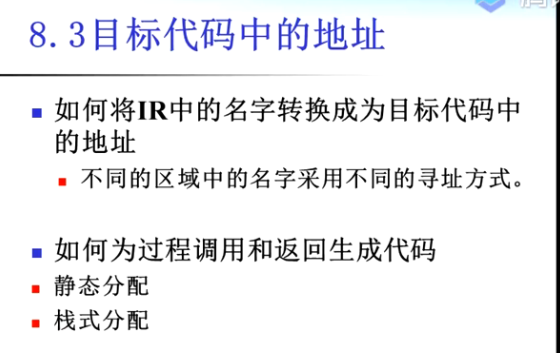 8.3目标代码中的地址
如何将IR中的名字转换成为目标代码中
的地址
不同的区域中的名字采用不同的寻址方式。
如何为过程调用和返回生成代码
静态分配
栈式分配